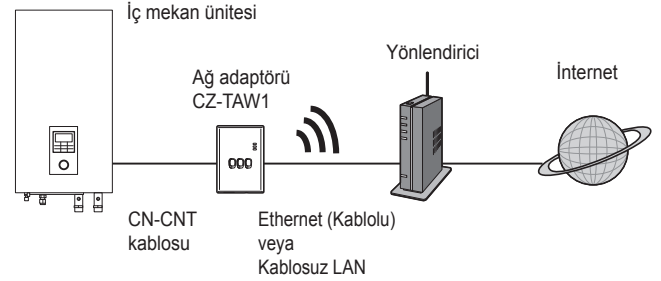 İç mekan ünitesi
Ağ adaptörü
CZ-TAW1
Yönlendirici
İnternet
CN-CNT
kablosu
Ethernet (Kablolu)
veya
Kablosuz LAN